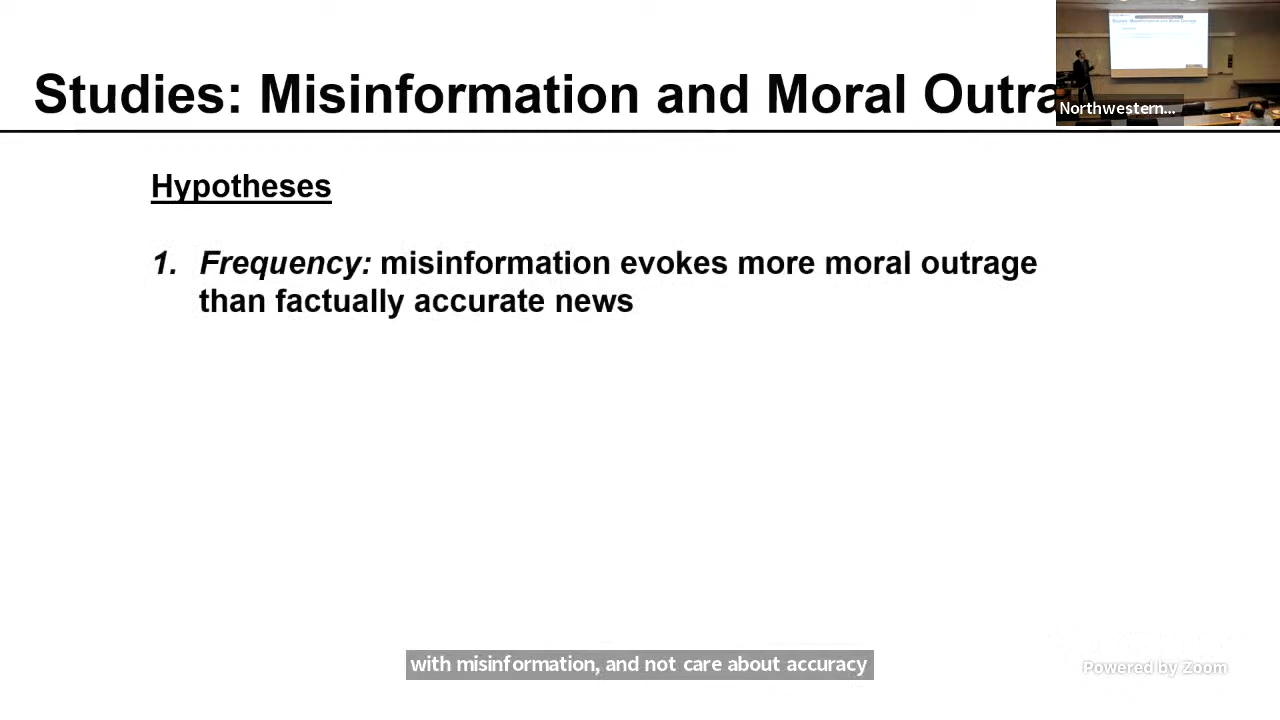 Studies: Misinformation and Moral Outra
Northwestern...
Hypotheses
1. Frequency: misinformation evokes more moral outrage
than factually accurate news
with misinformation, and not care about accuracy
Powered by Zoom